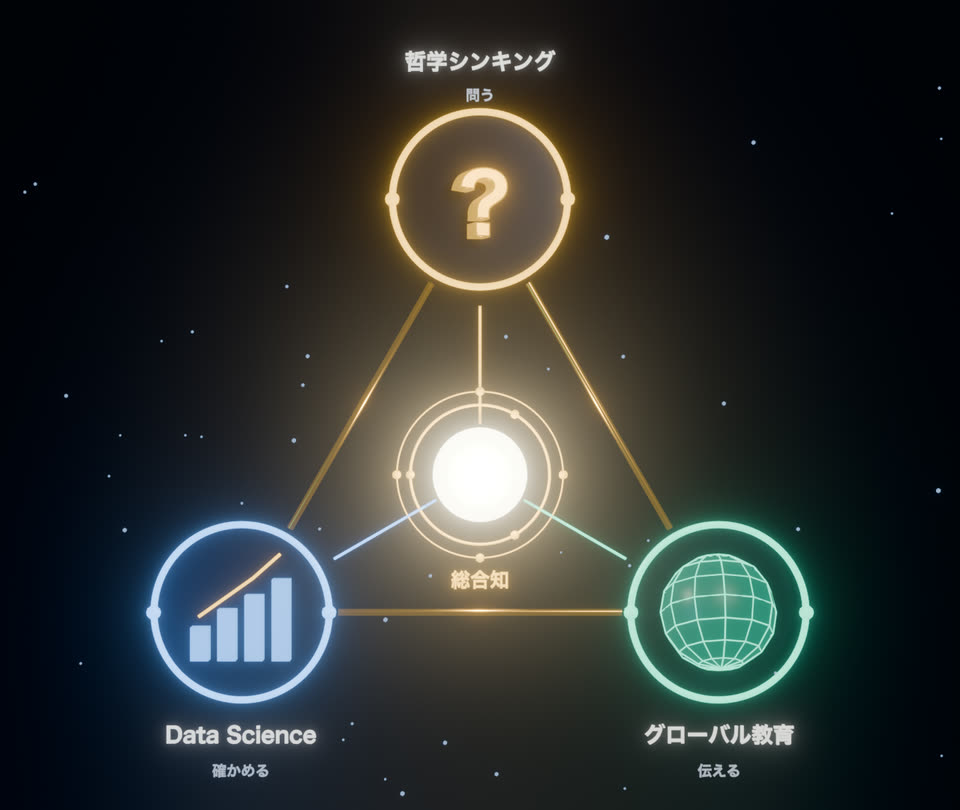 哲学シンキング
問う
?
総合知
Data Science
確かめる
グローバル教育
伝える